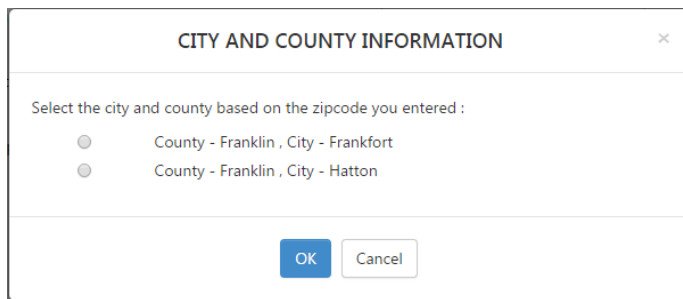 CITY AND COUNTY INFORMATION ×
Select the city and county based on the zipcode you entered :
County - Franklin , City - Frankfort
County - Franklin , City - Hatton
OK Cancel